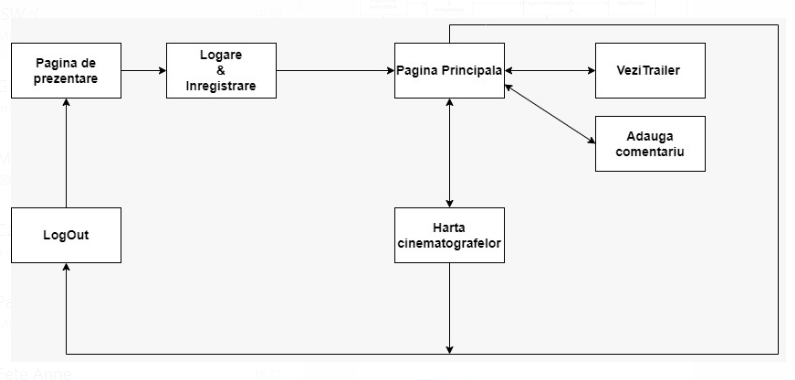 Pagina de
prezentare
Logare
&
Inregistrare
Pagina Principala
VeziTrailer
Adauga
comentariu
LogOut
Harta
cinematografelor